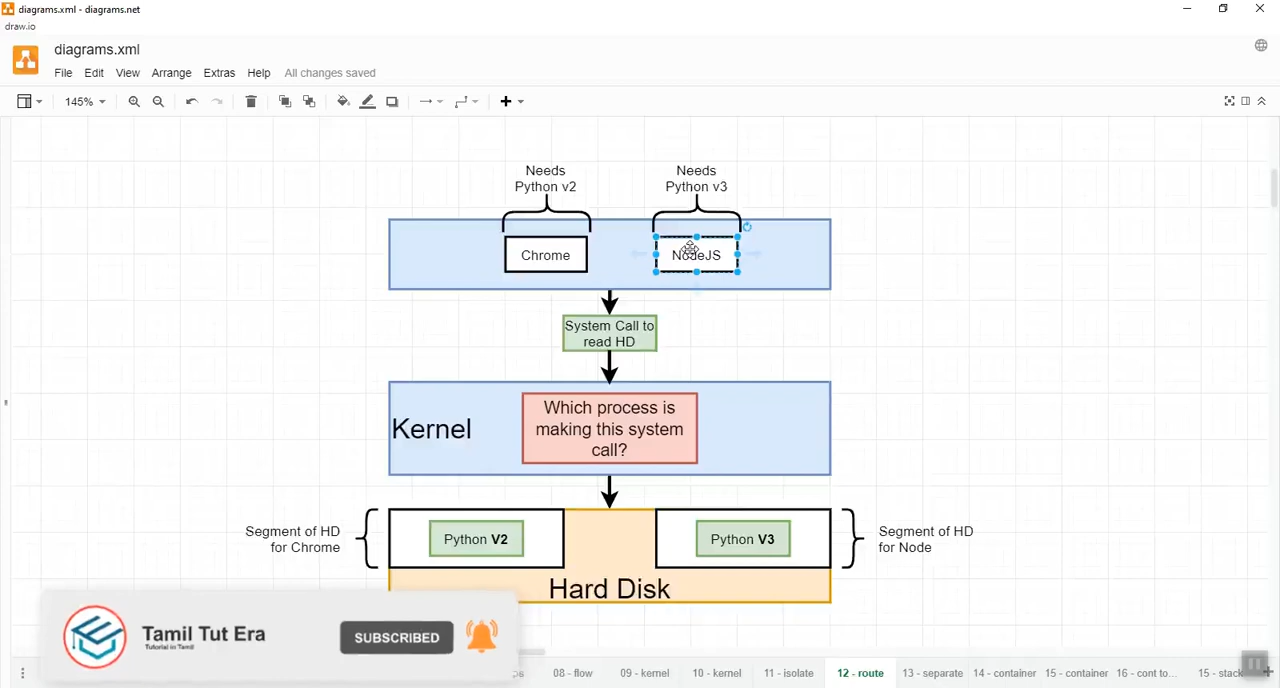 diagrams.xml - diagrams.net
draw.io
diagrams.xml
File Edit View Arrange Extras Help All changes saved
145%
Needs
Python v2
Needs
Python v3
Chrome
NodeJS
System Call to
read HD
Kernel
Which process is
making this system
call?
Segment of HD
for Chrome
Python V2
Python V3
Segment of HD
for Node
Hard Disk
Tamil Tut Era
Tutorial in Tamil
SUBSCRIBED
08 - flow 09 - kernel 10 - kernel 11 - isolate 12 - route 13 - separate 14 - container 15 - container 16 - cont to... 15 - stack